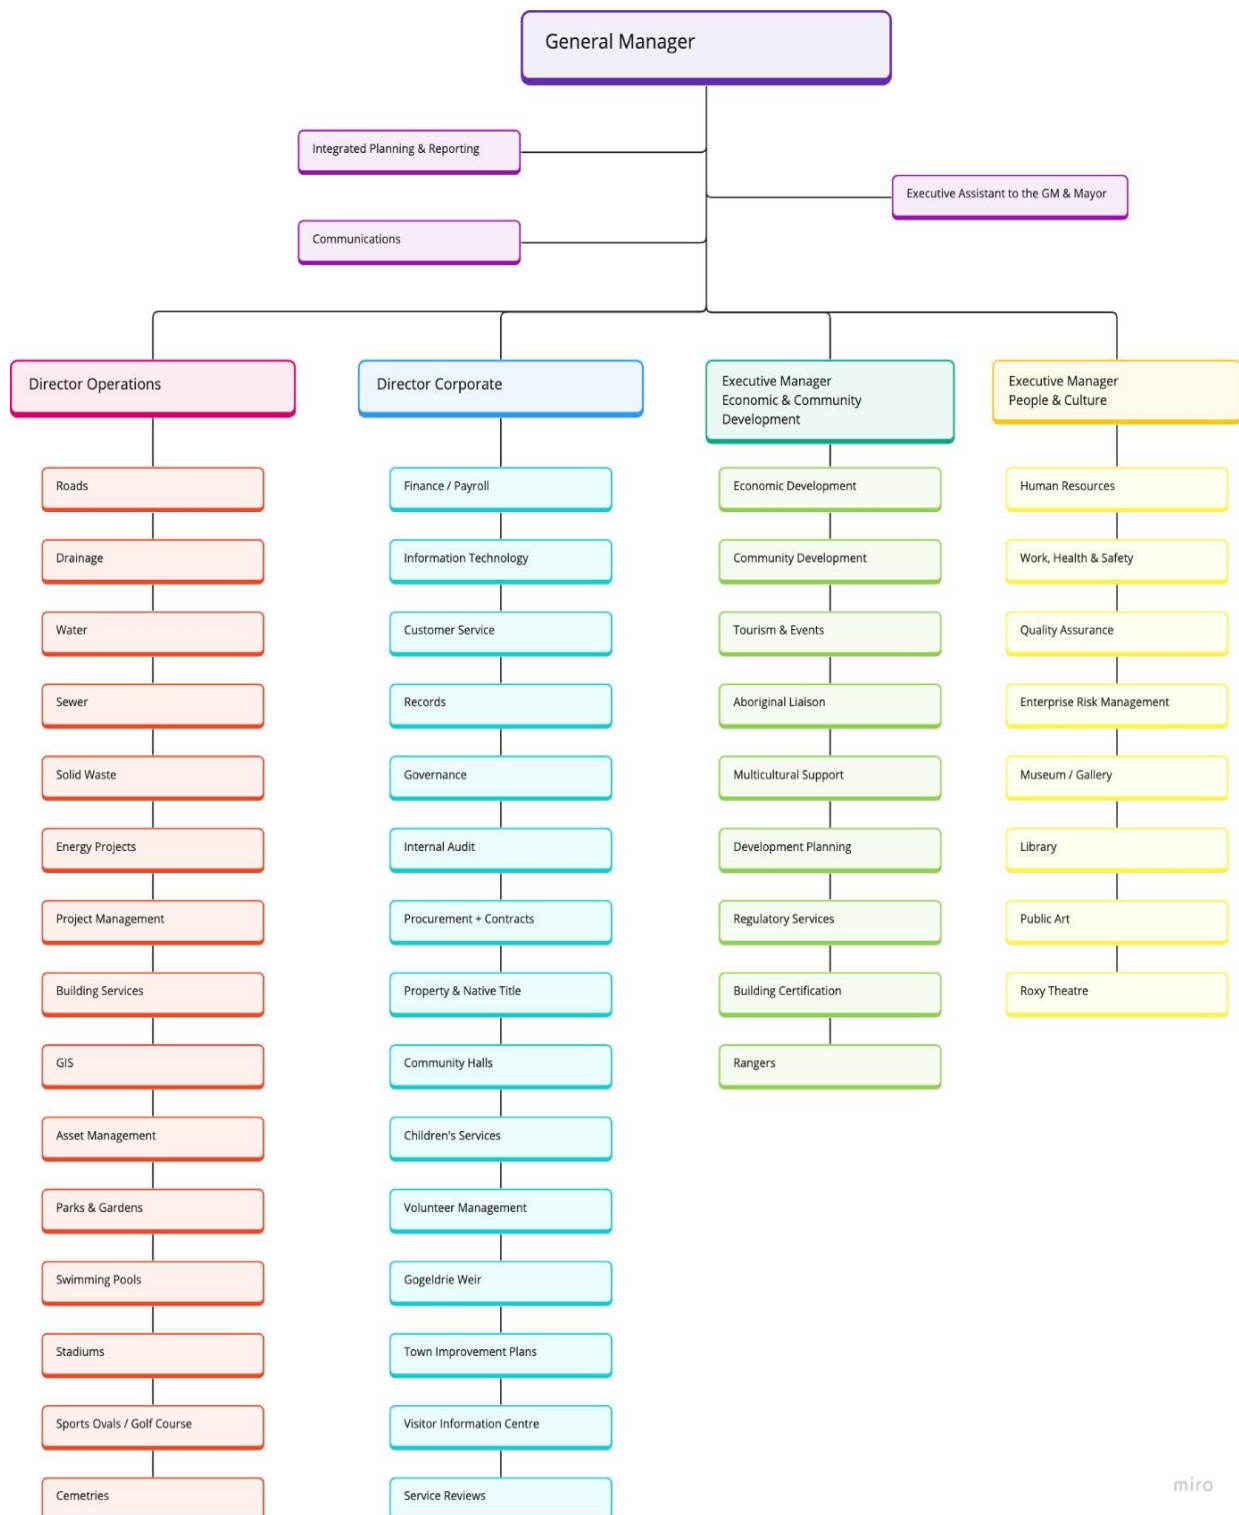 General Manager
Integrated Planning & Reporting
Executive Assistant to the GM & Mayor
Communications
Director Operations
Roads
Drainage
Water
Sewer
Solid Waste
Energy Projects
Project Management
Building Services
GIS
Asset Management
Parks & Gardens
Swimming Pools
Stadiums
Sports Ovals / Golf Course
Cemetries
Director Corporate
Finance / Payroll
Information Technology
Customer Service
Records
Governance
Internal Audit
Procurement + Contracts
Property & Native Title
Community Halls
Children's Services
Volunteer Management
Gogeldrie Weir
Town Improvement Plans
Visitor Information Centre
Service Reviews
Executive Manager
Economic & Community
Development
Economic Development
Community Development
Tourism & Events
Aboriginal Liaison
Multicultural Support
Development Planning
Regulatory Services
Building Certification
Rangers
Executive Manager
People & Culture
Human Resources
Work, Health & Safety
Quality Assurance
Enterprise Risk Management
Museum / Gallery
Library
Public Art
Roxy Theatre
miro